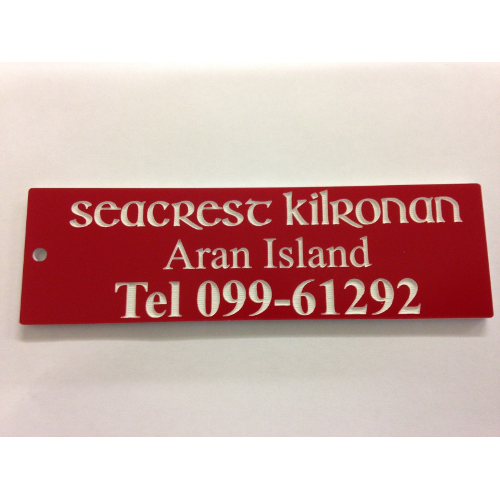 Seacrest Kilronan
Aran Island
Tel 099-61292